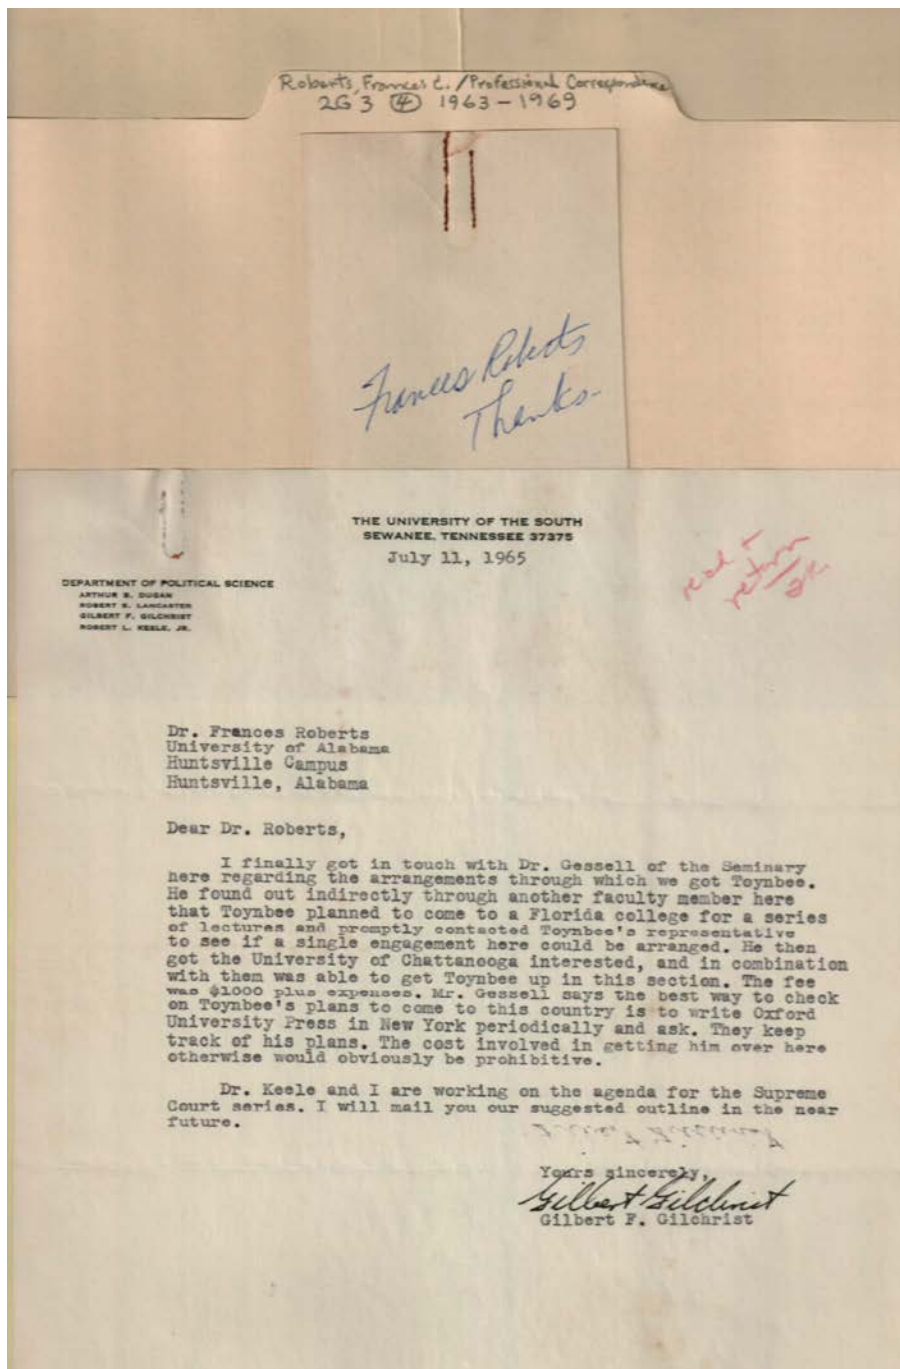 Roberts, Frances C. / Professional Correspondence
2G3 (4) 1963-1969
Frances Roberts
Thanks-
THE UNIVERSITY OF THE SOUTH
SEWANEE, TENNESSEE 37375
July 11, 1965
read +
return
DEPARTMENT OF POLITICAL SCIENCE
ARTHUR B. DUGAN
ROBERT S. LANCASTER
GILBERT F. GILCHRIST
ROBERT L. KEELE, JR.
Dr. Frances Roberts
University of Alabama
Huntsville Campus
Huntsville, Alabama
Dear Dr. Roberts,
I finally got in touch with Dr. Gessell of the Seminary
here regarding the arrangements through which we got Toynbee.
He found out indirectly through another faculty member here
that Toynbee planned to come to a Florida college for a series
of lectures and promptly contacted Toynbee's representative
to see if a single engagement here could be arranged. He then
got the University of Chattanooga interested, and in combination
with them was able to get Toynbee up in this section. The fee
was $1000 plus expenses. Mr. Gessell says the best way to check
on Toynbee's plans to come to this country is to write Oxford
University Press in New York periodically and ask. They keep
track of his plans. The cost involved in getting him over here
otherwise would obviously be prohibitive.
Dr. Keele and I are working on the agenda for the Supreme
Court series. I will mail you our suggested outline in the near
future.
Yours sincerely,
Gilbert Gilchrist
Gilbert F. Gilchrist